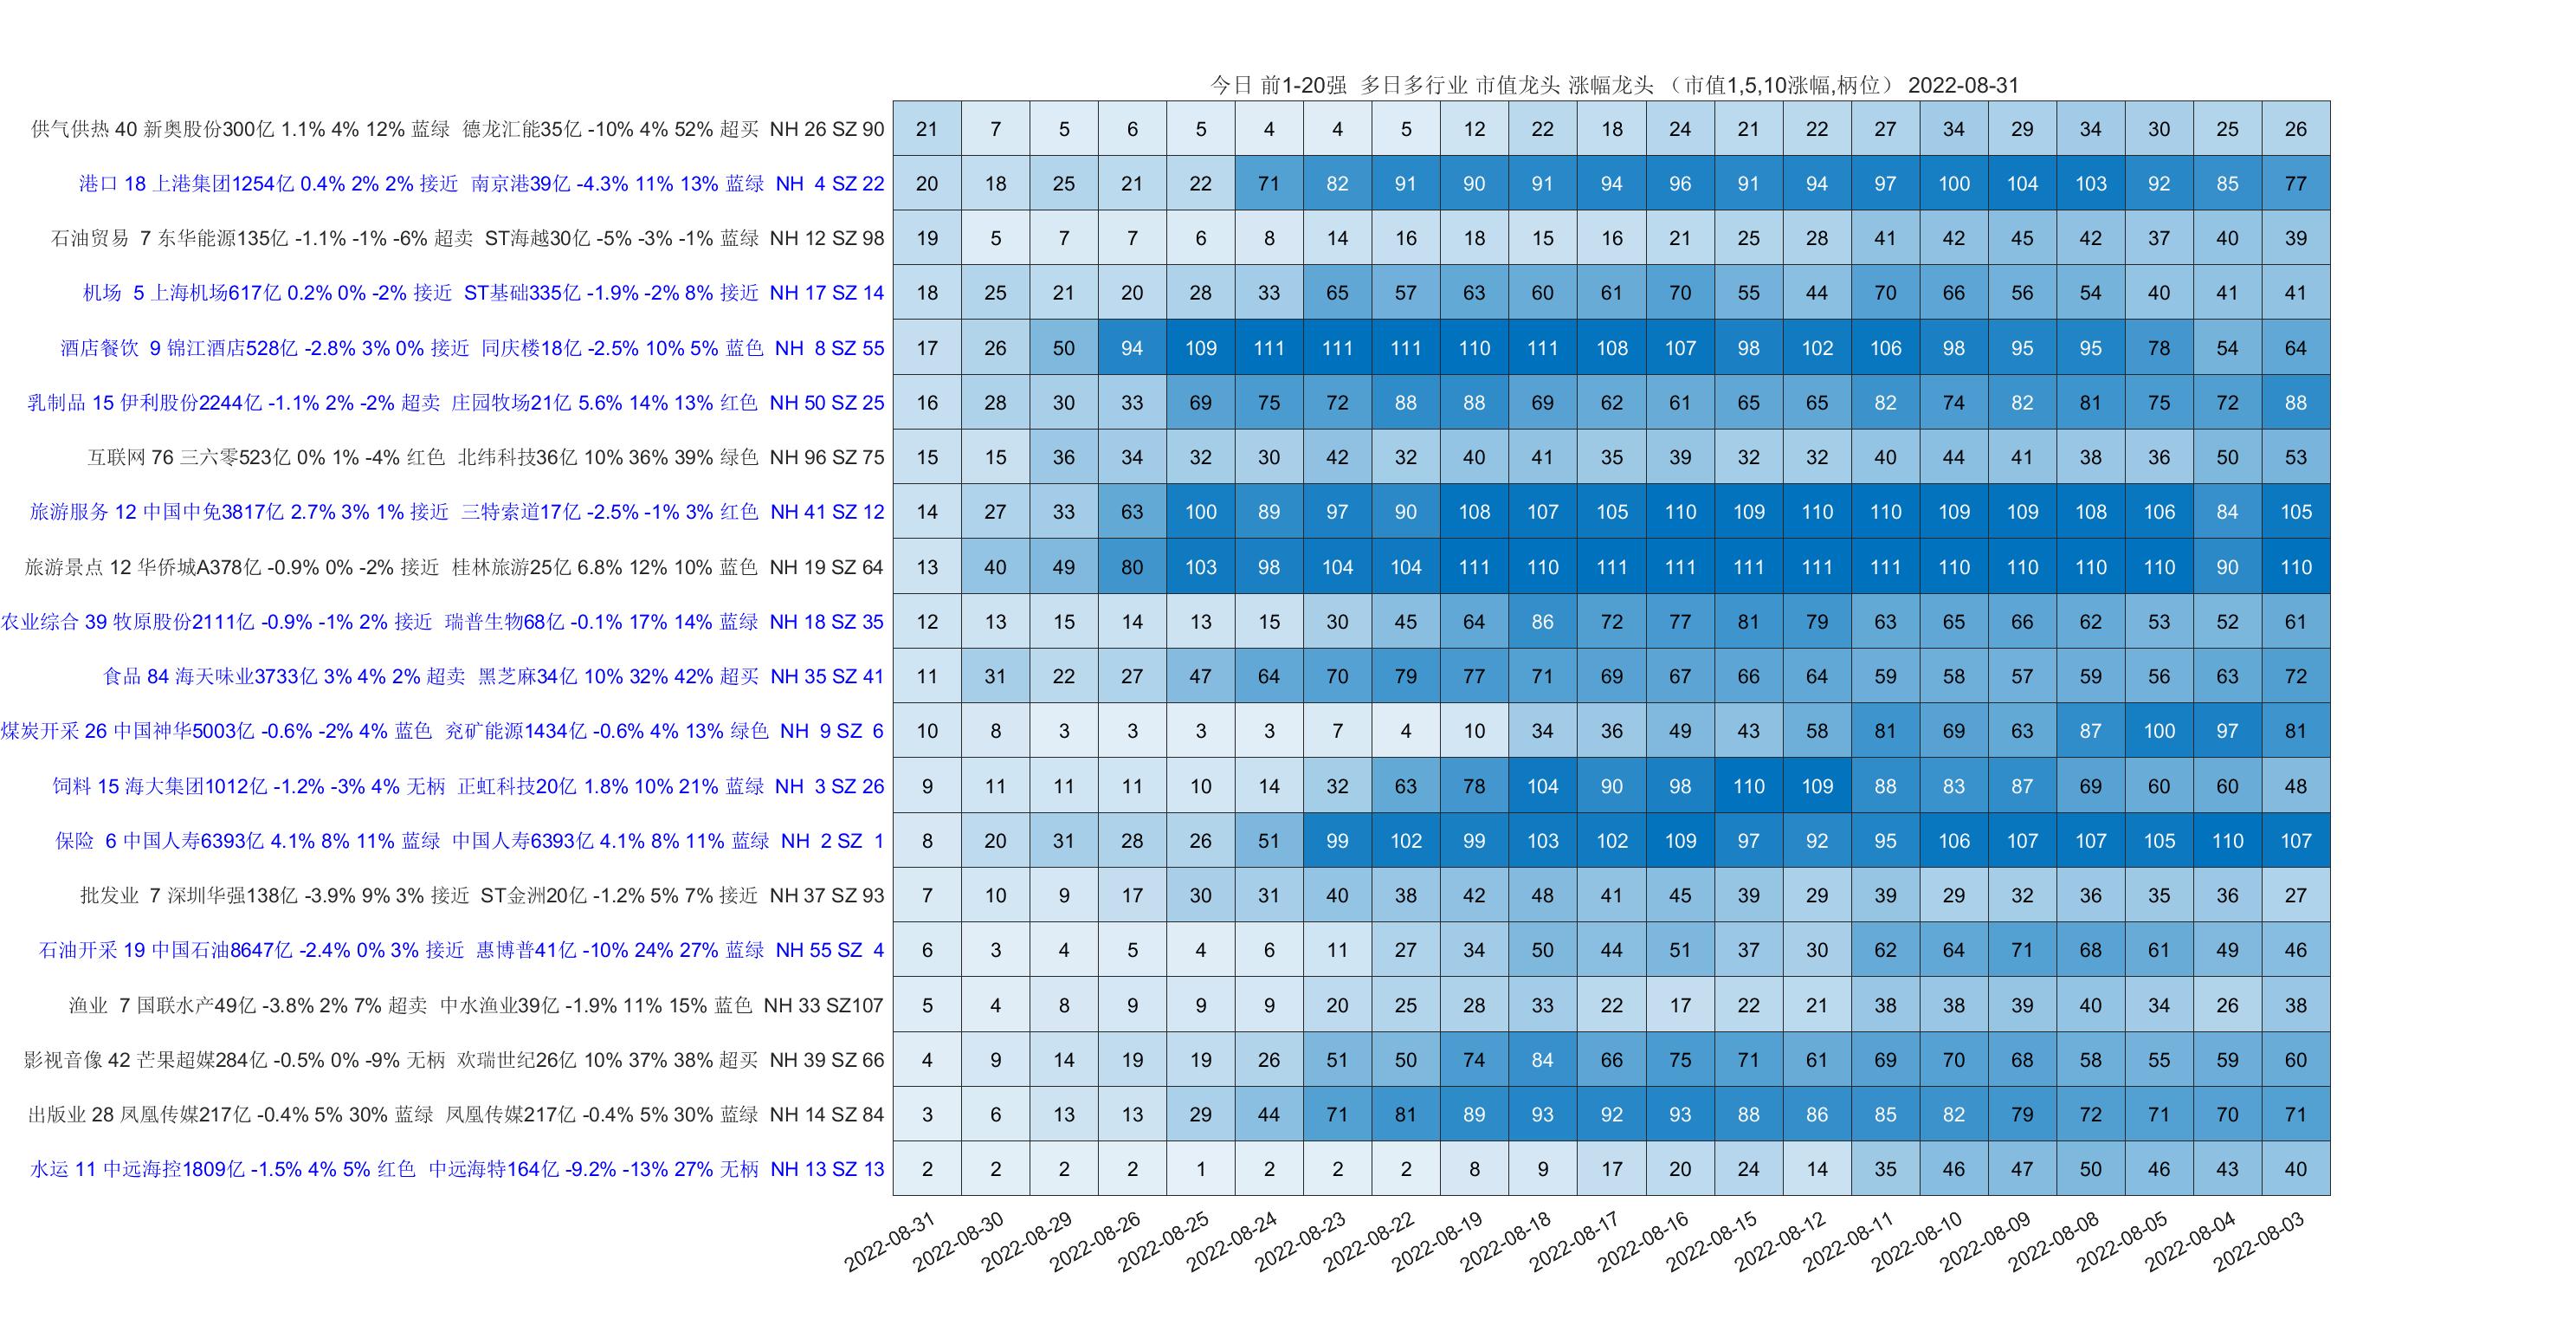 今日 前1-20强 多日多行业 市值龙头 涨幅龙头 （市值1,5,10涨幅,柄位） 2022-08-31
供气供热 40 新奥股份300亿 1.1% 4% 12% 蓝绿 德龙汇能35亿 -10% 4% 52% 超买 NH 26 SZ 90 21 7 5 6 5 4 4 5 12 22 18 24 21 22 27 34 29 34 30 25 26
港口 18 上港集团1254亿 0.4% 2% 2% 接近 南京港39亿 -4.3% 11% 13% 蓝绿 NH 4 SZ 22 20 18 25 21 22 71 82 91 90 91 94 96 91 94 97 100 104 103 92 85 77
石油贸易 7 东华能源135亿 -1.1% -1% -6% 超卖 ST海越30亿 -5% -3% -1% 蓝绿 NH 12 SZ 98 19 5 7 7 6 8 14 16 18 15 16 21 25 28 41 42 45 42 37 40 39
机场 5 上海机场617亿 0.2% 0% -2% 接近 ST基础335亿 -1.9% -2% 8% 接近 NH 17 SZ 14 18 25 21 20 28 33 65 57 63 60 61 70 55 44 70 66 56 54 40 41 41
酒店餐饮 9 锦江酒店528亿 -2.8% 3% 0% 接近 同庆楼18亿 -2.5% 10% 5% 蓝色 NH 8 SZ 55 17 26 50 94 109 111 111 111 110 111 108 107 98 102 106 98 95 95 78 54 64
乳制品 15 伊利股份2244亿 -1.1% 2% -2% 超卖 庄园牧场21亿 5.6% 14% 13% 红色 NH 50 SZ 25 16 28 30 33 69 75 72 88 88 69 62 61 65 65 82 74 82 81 75 72 88
互联网 76 三六零523亿 0% 1% -4% 红色 北纬科技36亿 10% 36% 39% 绿色 NH 96 SZ 75 15 15 36 34 32 30 42 32 40 41 35 39 32 32 40 44 41 38 36 50 53
旅游服务 12 中国中免3817亿 2.7% 3% 1% 接近 三特索道17亿 -2.5% -1% 3% 红色 NH 41 SZ 12 14 27 33 63 100 89 97 90 108 107 105 110 109 110 110 109 109 108 106 84 105
旅游景点 12 华侨城A378亿 -0.9% 0% -2% 接近 桂林旅游25亿 6.8% 12% 10% 蓝色 NH 19 SZ 64 13 40 49 80 103 98 104 104 111 110 111 111 111 111 111 110 110 110 110 90 110
农业综合 39 牧原股份2111亿 -0.9% -1% 2% 接近 瑞普生物68亿 -0.1% 17% 14% 蓝绿 NH 18 SZ 35 12 13 15 14 13 15 30 45 64 86 72 77 81 79 63 65 66 62 53 52 61
食品 84 海天味业3733亿 3% 4% 2% 超卖 黑芝麻34亿 10% 32% 42% 超买 NH 35 SZ 41 11 31 22 27 47 64 70 79 77 71 69 67 66 64 59 58 57 59 56 63 72
煤炭开采 26 中国神华5003亿 -0.6% -2% 4% 蓝色 兖矿能源1434亿 -0.6% 4% 13% 绿色 NH 9 SZ 6 10 8 3 3 3 3 7 4 10 34 36 49 43 58 81 69 63 87 100 97 81
饲料 15 海大集团1012亿 -1.2% -3% 4% 无柄 正虹科技20亿 1.8% 10% 21% 蓝绿 NH 3 SZ 26 9 11 11 11 10 14 32 63 78 104 90 98 110 109 88 83 87 69 60 60 48
保险 6 中国人寿6393亿 4.1% 8% 11% 蓝绿 中国人寿6393亿 4.1% 8% 11% 蓝绿 NH 2 SZ 1 8 20 31 28 26 51 99 102 99 103 102 109 97 92 95 106 107 107 105 110 107
批发业 7 深圳华强138亿 -3.9% 9% 3% 接近 ST金洲20亿 -1.2% 5% 7% 接近 NH 37 SZ 93 7 10 9 17 30 31 40 38 42 48 41 45 39 29 39 29 32 36 35 36 27
石油开采 19 中国石油8647亿 -2.4% 0% 3% 接近 惠博普41亿 -10% 24% 27% 蓝绿 NH 55 SZ 4 6 3 4 5 4 6 11 27 34 50 44 51 37 30 62 64 71 68 61 49 46
渔业 7 国联水产49亿 -3.8% 2% 7% 超卖 中水渔业39亿 -1.9% 11% 15% 蓝色 NH 33 SZ107 5 4 8 9 9 9 20 25 28 33 22 17 22 21 38 38 39 40 34 26 38
影视音像 42 芒果超媒284亿 -0.5% 0% -9% 无柄 欢瑞世纪26亿 10% 37% 38% 超买 NH 39 SZ 66 4 9 14 19 19 26 51 50 74 84 66 75 71 61 69 70 68 58 55 59 60
出版业 28 凤凰传媒217亿 -0.4% 5% 30% 蓝绿 凤凰传媒217亿 -0.4% 5% 30% 蓝绿 NH 14 SZ 84 3 6 13 13 29 44 71 81 89 93 92 93 88 86 85 82 79 72 71 70 71
水运 11 中远海控1809亿 -1.5% 4% 5% 红色 中远海特164亿 -9.2% -13% 27% 无柄 NH 13 SZ 13 2 2 2 2 1 2 2 2 8 9 17 20 24 14 35 46 47 50 46 43 40
2022-08-31 2022-08-30 2022-08-29 2022-08-26 2022-08-25 2022-08-24 2022-08-23 2022-08-22 2022-08-19 2022-08-18 2022-08-17 2022-08-16 2022-08-15 2022-08-12 2022-08-11 2022-08-10 2022-08-09 2022-08-08 2022-08-05 2022-08-04 2022-08-03